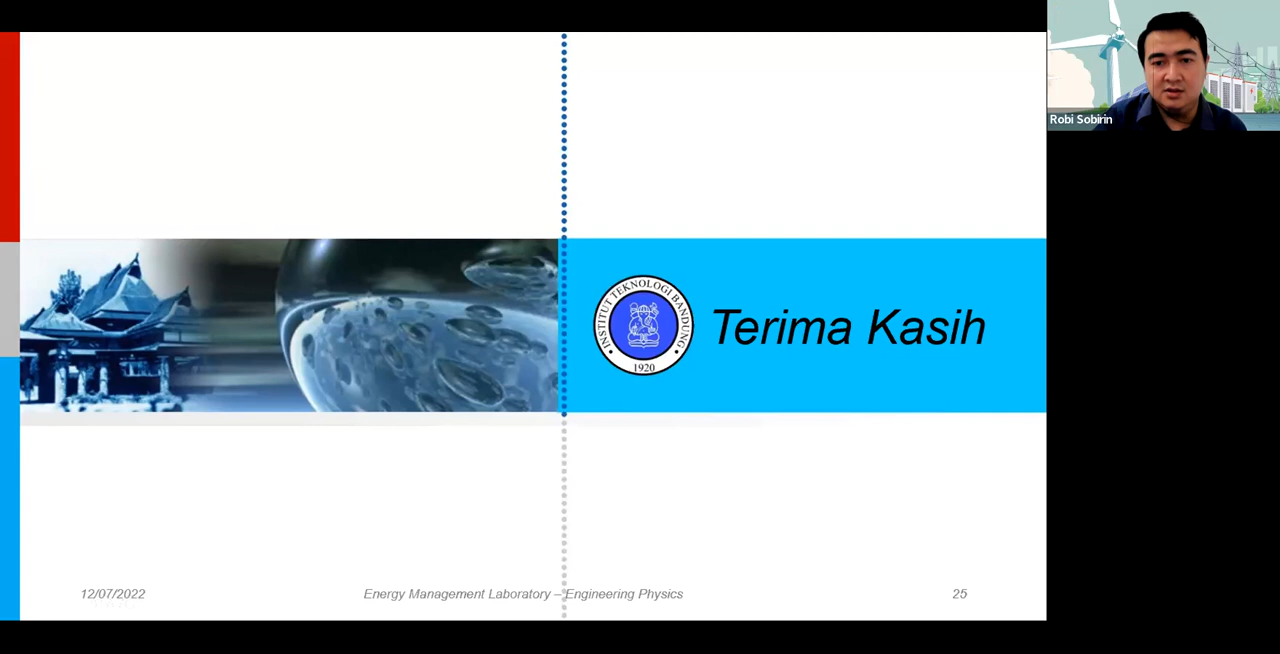 Robi Sobirin
INSTITUT TEKNOLOGI BANDUNG
1920
Terima Kasih
12/07/2022
Energy Management Laboratory – Engineering Physics
25